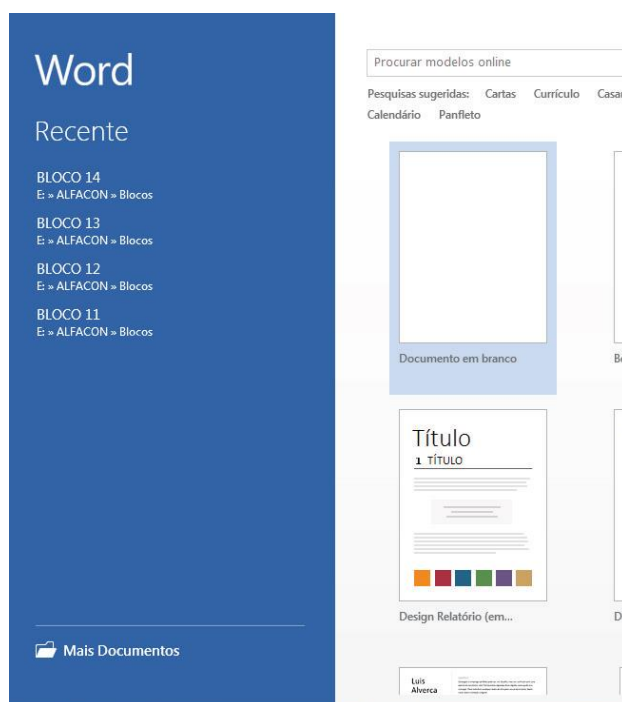 Word
Recente
BLOCO 14
E: » ALFACON » Blocos
BLOCO 13
E: » ALFACON » Blocos
BLOCO 12
E: » ALFACON » Blocos
BLOCO 11
E: » ALFACON » Blocos
Mais Documentos
Procurar modelos online
Pesquisas sugeridas: Cartas Currículo
Calendário Panfleto
Documento em branco
Título
1 TÍTULO
Design Relatório (em...
Luis
Alverca